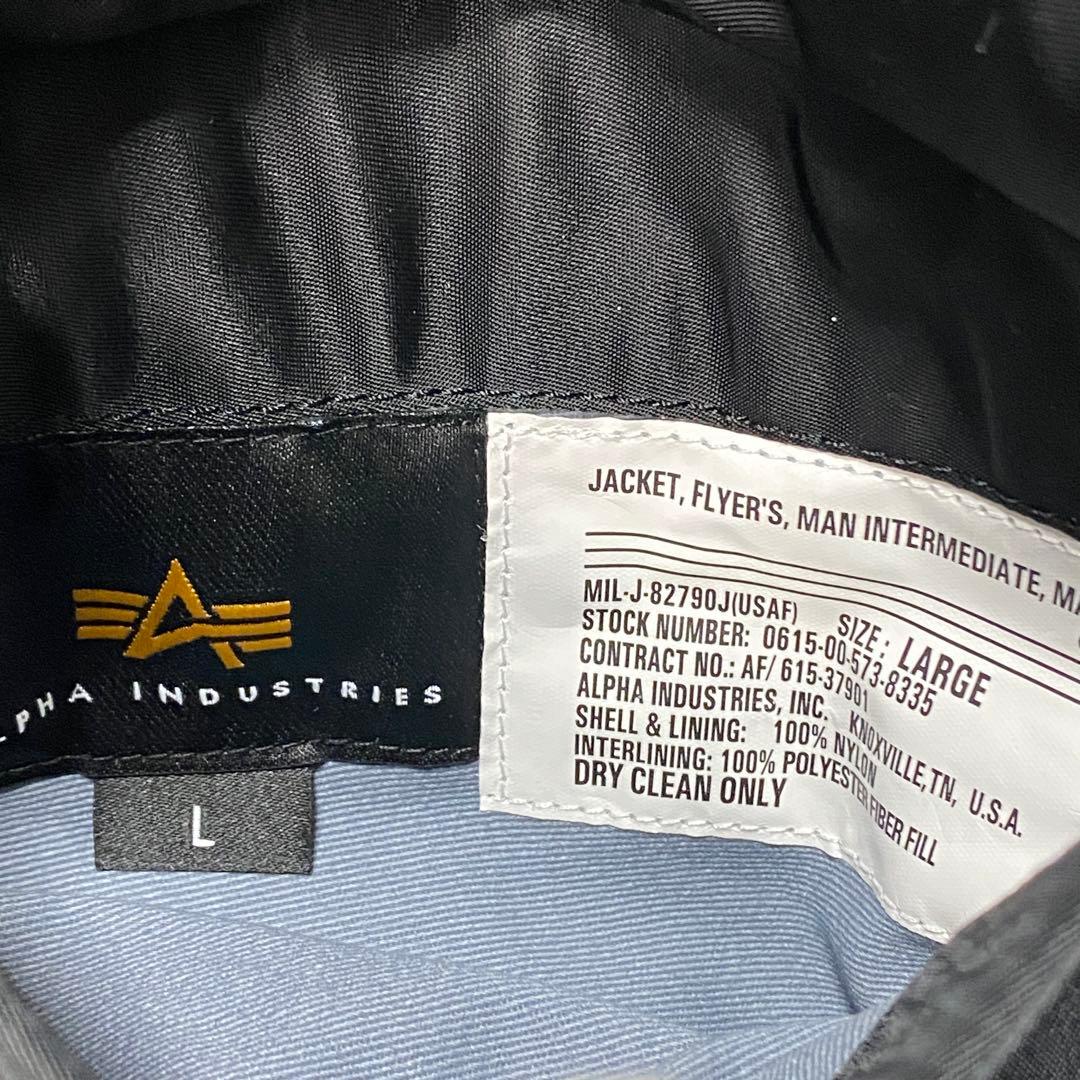 LPHA INDUSTRIES
L
JACKET, FLYER'S, MAN INTERMEDIATE,
MIL-J-82790J(USAF) SIZE: LARGE
STOCK NUMBER: 0615-00-573-8335
CONTRACT NO.: AF/ 615-37901
ALPHA INDUSTRIES, INC. KNOXVILLE, TN, U.S.A.
SHELL & LINING: 100% NYLON
INTERLINING: 100% POLYESTER FIBER FILL
DRY CLEAN ONLY